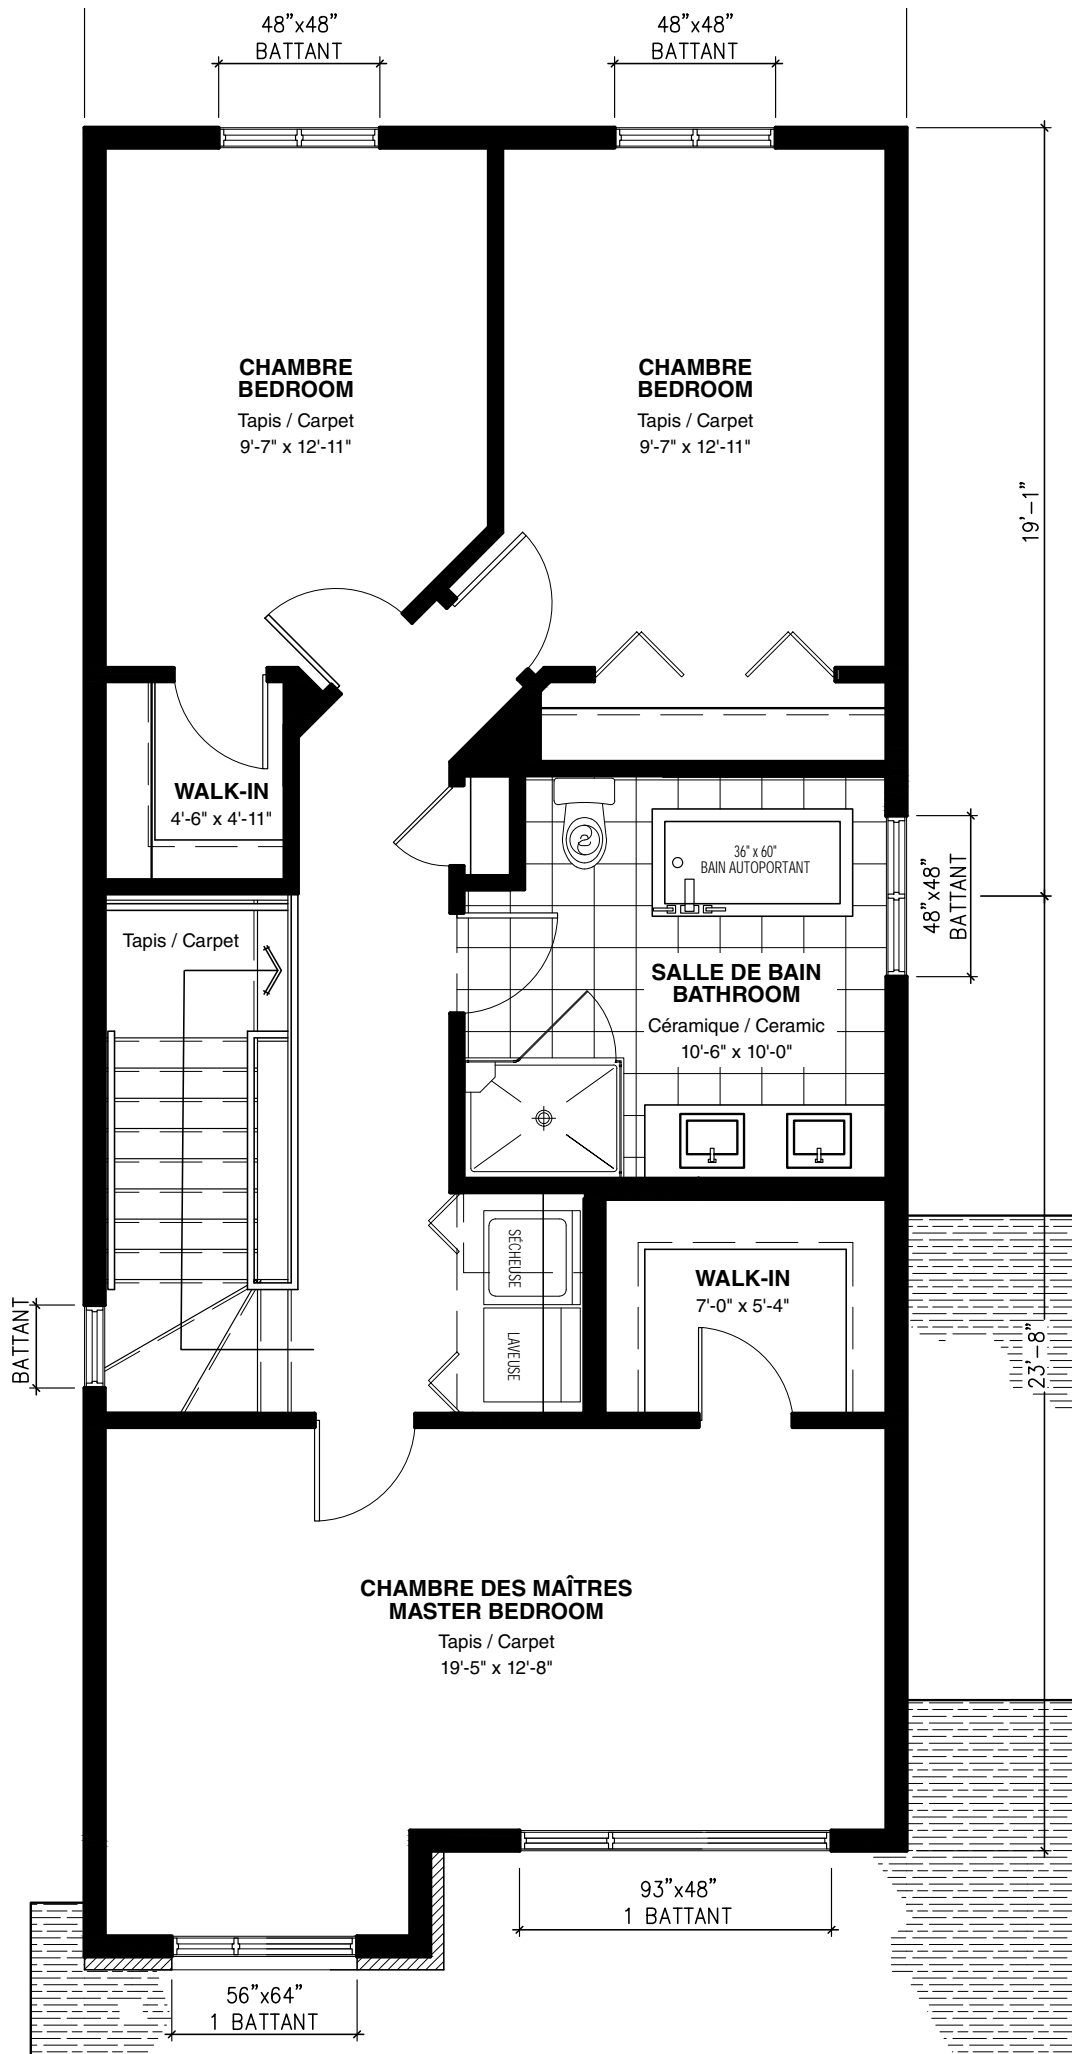 48"x48"
BATTANT
48"x48"
BATTANT
CHAMBRE
BEDROOM
Tapis / Carpet
9'-7" x 12'-11"
CHAMBRE
BEDROOM
Tapis / Carpet
9'-7" x 12'-11"
19'-1"
WALK-IN
4'-6" x 4'-11"
36" x 60"
BAIN AUTOPORTANT
48"x48"
BATTANT
Tapis / Carpet
SALLE DE BAIN
BATHROOM
Céramique / Ceramic
10'-6" x 10'-0"
SÉCHEUSE
WALK-IN
7'-0" x 5'-4"
BATTANT
LAVEUSE
23'-8"
CHAMBRE DES MAÎTRES
MASTER BEDROOM
Tapis / Carpet
19'-5" x 12'-8"
93"x48"
1 BATTANT
56"x64"
1 BATTANT